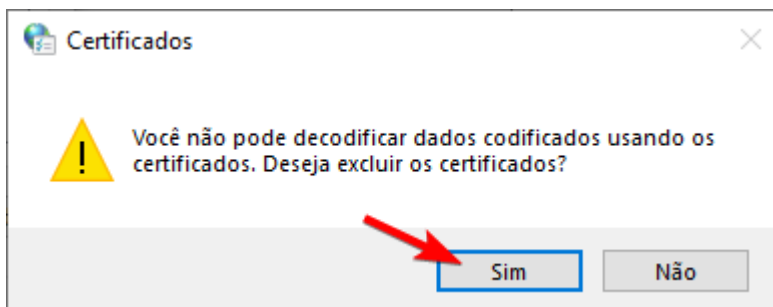 Certificados
Você não pode decodificar dados codificados usando os
certificados. Deseja excluir os certificados?
Sim
Não